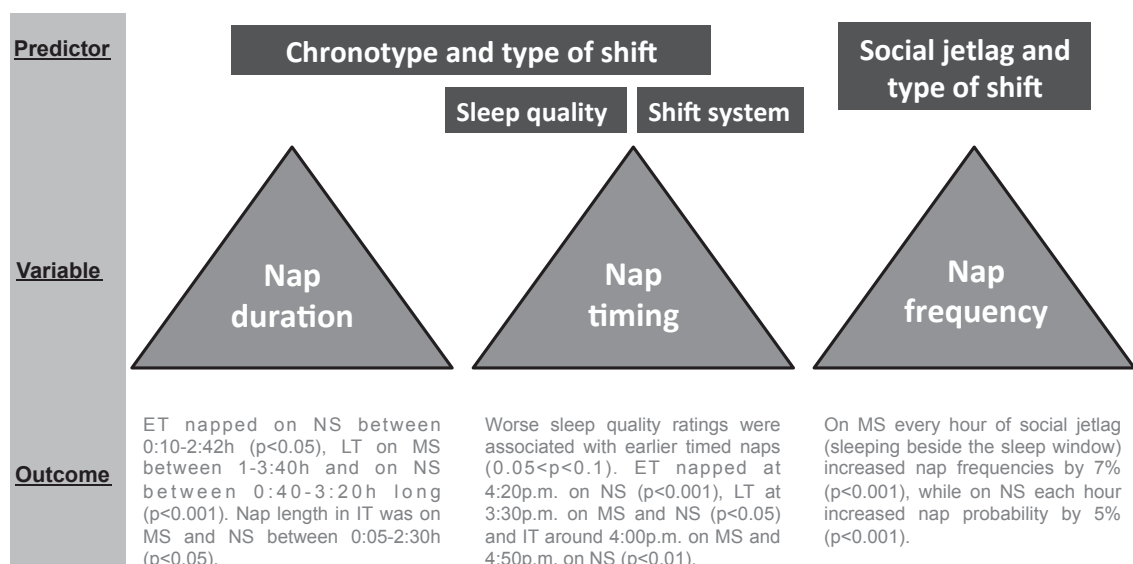 Predictor
Chronotype and type of shift
Social jetlag and
type of shift
Sleep quality
Shift system
Variable
Nap
duration
Nap
timing
Nap
frequency
Outcome
ET napped on NS between
0:10-2:42h (p<0.05), LT on MS
between 1-3:40h and on NS
between 0:40-3:20h long
(p<0.001). Nap length in IT was on
MS and NS between 0:05-2:30h
(p<0.05).
Worse sleep quality ratings were
associated with earlier timed naps
(0.05<p<0.1). ET napped at
4:20p.m. on NS (p<0.001), LT at
3:30p.m. on MS and NS (p<0.05)
and IT around 4:00p.m. on MS and
4:50p.m. on NS (p<0.01).
On MS every hour of social jetlag
(sleeping beside the sleep window)
increased nap frequencies by 7%
(p<0.001), while on NS each hour
increased nap probability by 5%
(p<0.001).